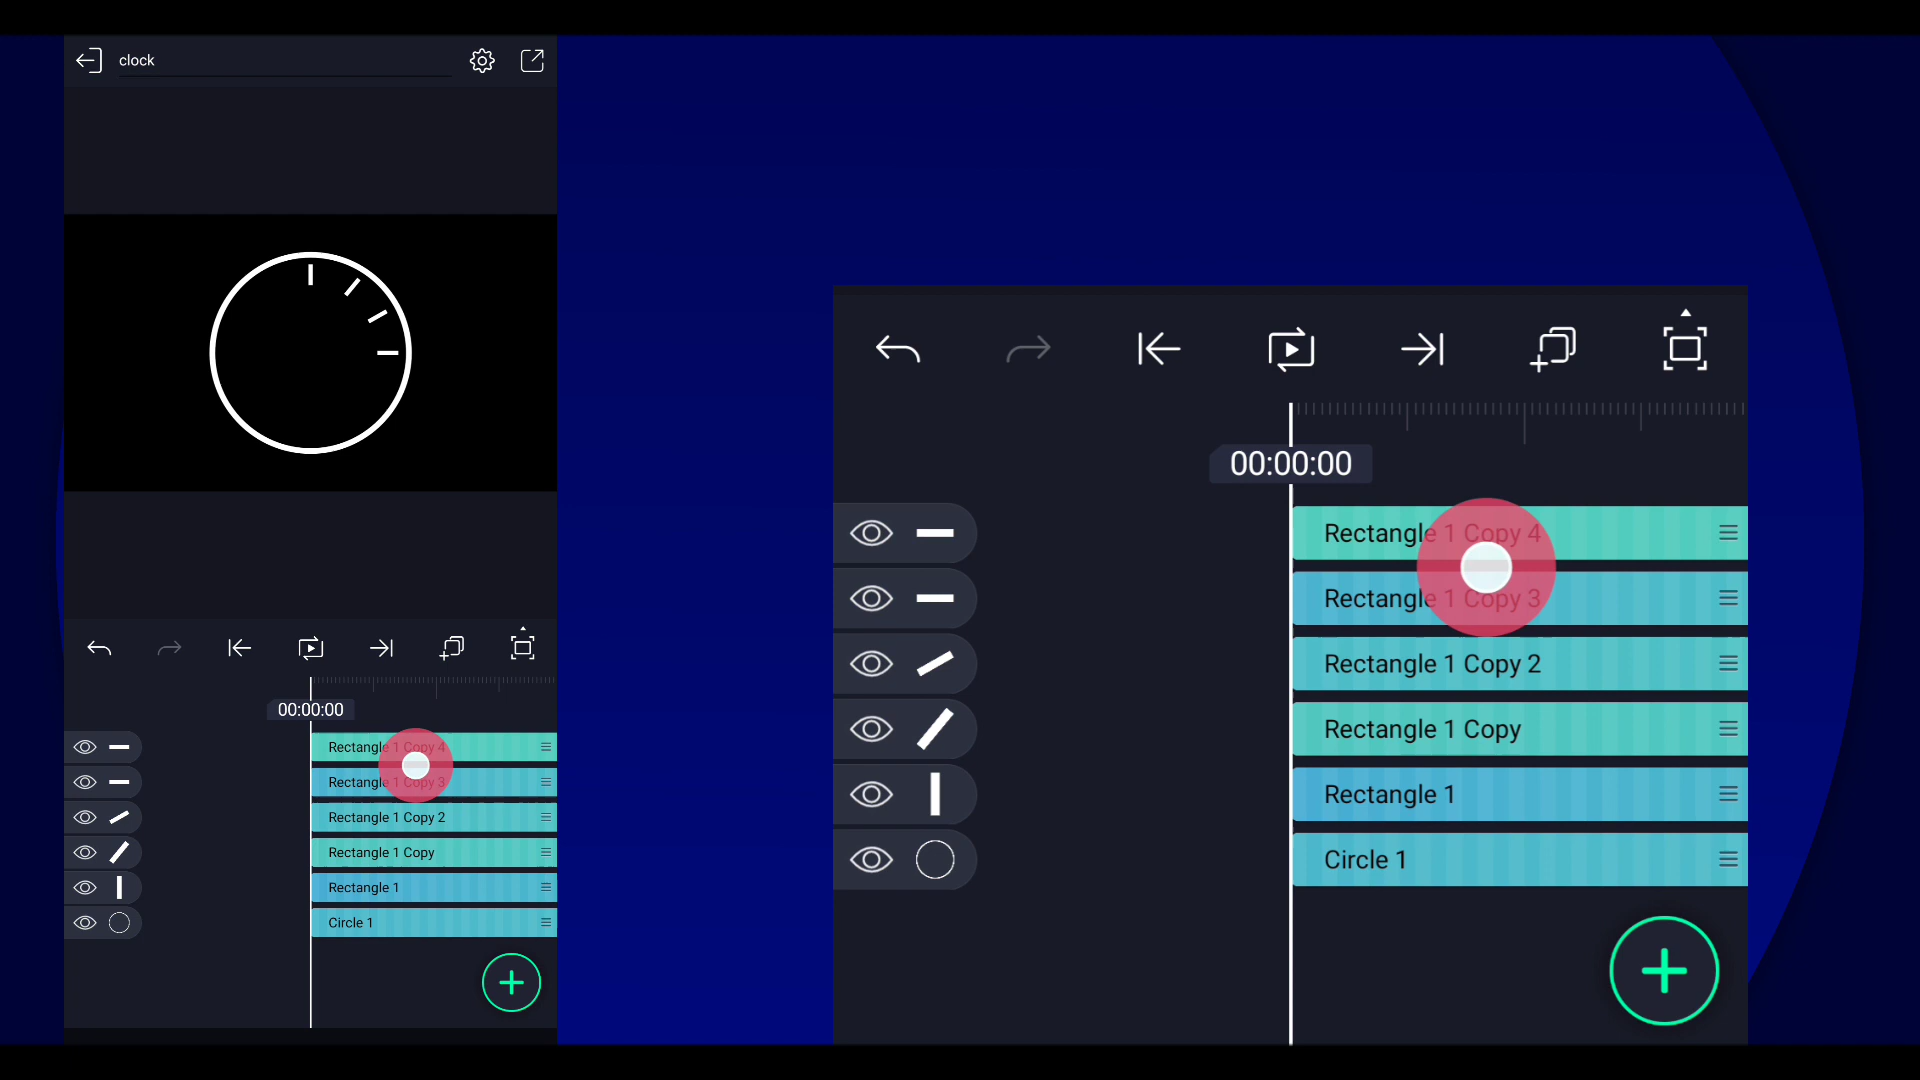 clock
00:00:00
Rectangle 1 Copy 4
Rectangle 1 Copy 3
Rectangle 1 Copy 2
Rectangle 1 Copy
Rectangle 1
Circle 1
00:00:00
Rectangle 1 Copy 4
Rectangle 1 Copy 3
Rectangle 1 Copy 2
Rectangle 1 Copy
Rectangle 1
Circle 1